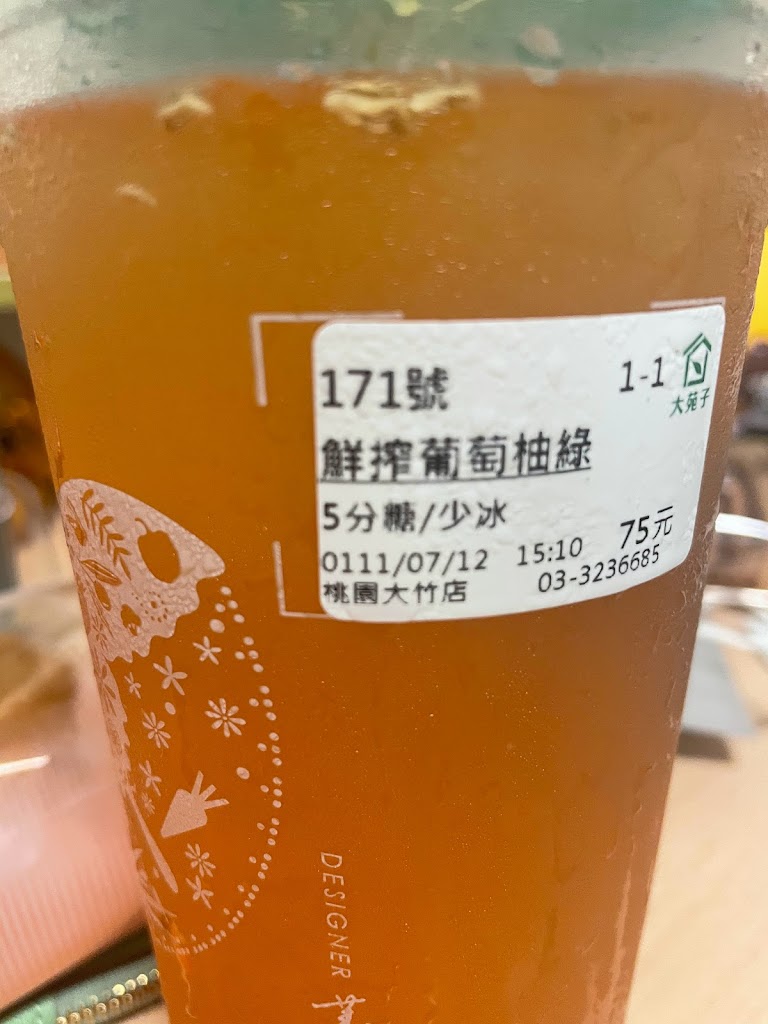 171號 1-1
大苑子
鮮搾葡萄柚綠
5分糖/少冰
75元
0111/07/12 15:10
桃園大竹店 03-3236685
DESIGNER